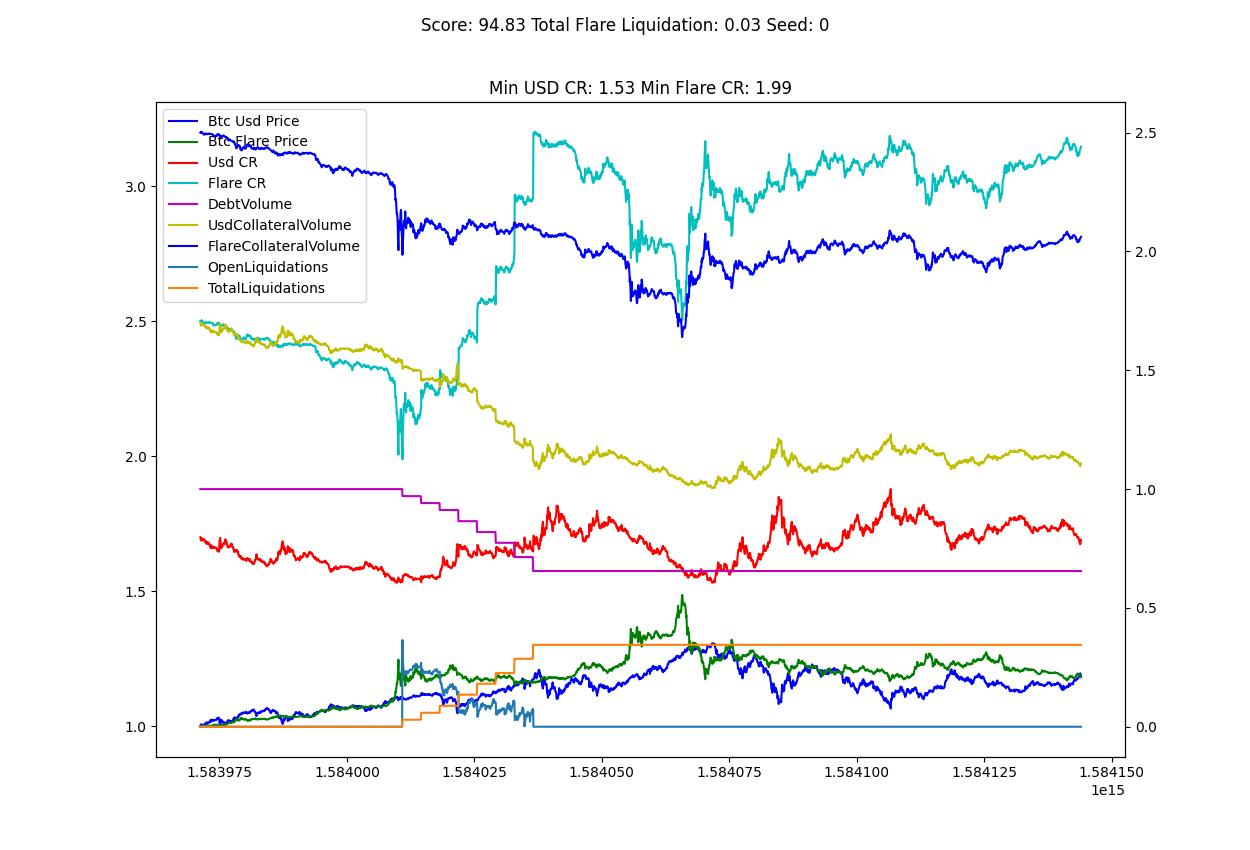 Score: 94.83 Total Flare Liquidation: 0.03 Seed: 0
Min USD CR: 1.53 Min Flare CR: 1.99
Btc Usd Price
Btc Flare Price
Usd CR
Flare CR
DebtVolume
UsdCollateralVolume
FlareCollateralVolume
OpenLiquidations
TotalLiquidations
3.0
2.5
2.0
1.5
1.0
2.5
2.0
1.5
1.0
0.5
0.0
1.583975 1.584000 1.584025 1.584050 1.584075 1.584100 1.584125 1.584150
1e15